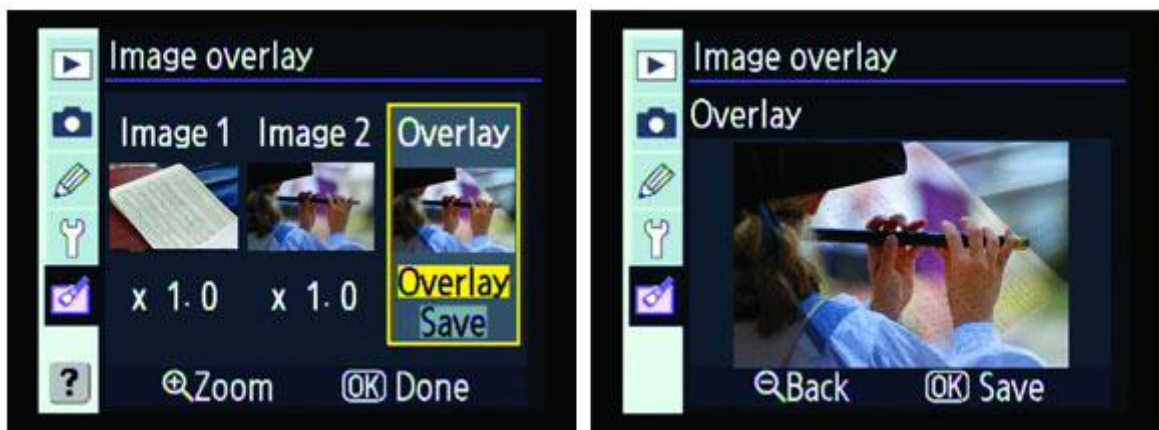 Image overlay
Image 1 Image 2 Overlay
x 1.0 x 1.0 Overlay
Save
? Zoom OK Done
Image overlay
Overlay
Back OK Save